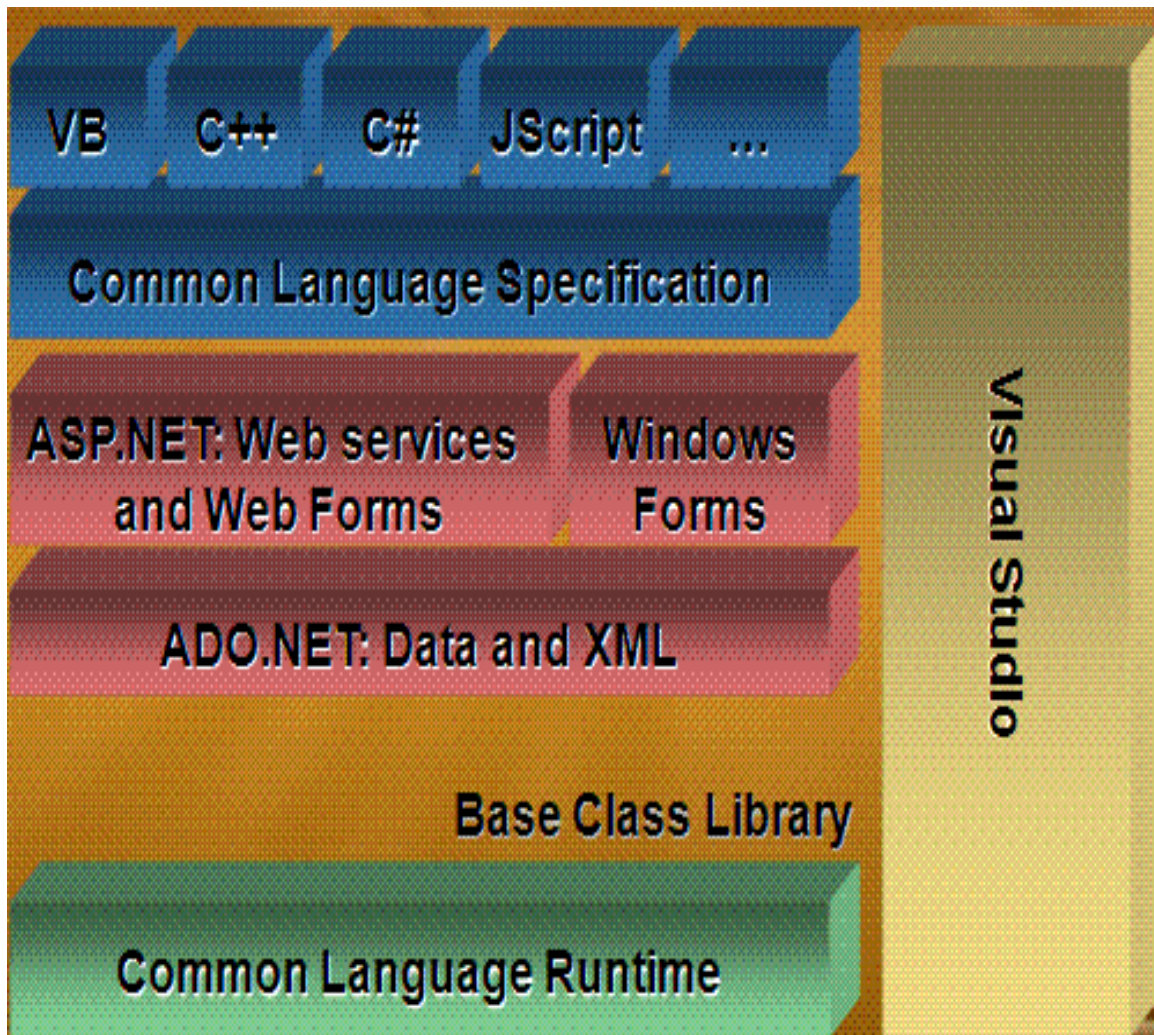 VB
C++
C#
JScript
...
Common Language Specification
ASP.NET: Web services
and Web Forms
Windows
Forms
ADO.NET: Data and XML
Base Class Library
Common Language Runtime
Visual Studio